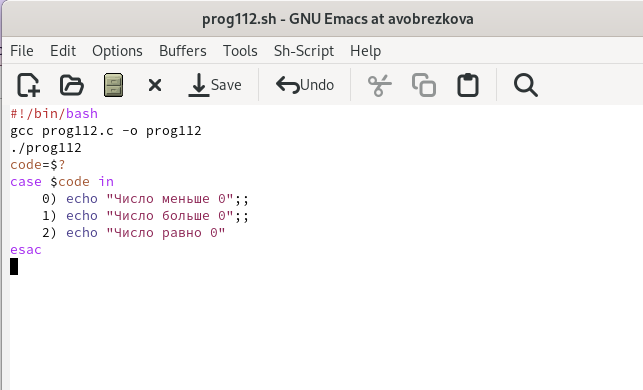 prog112.sh - GNU Emacs at avobrezkova
File Edit Options Buffers Tools Sh-Script Help
Save Undo
#!/bin/bash
gcc prog112.c -o prog112
./prog112
code=$?
case $code in
    0) echo "Число меньше 0";;
    1) echo "Число больше 0";;
    2) echo "Число равно 0"
esac